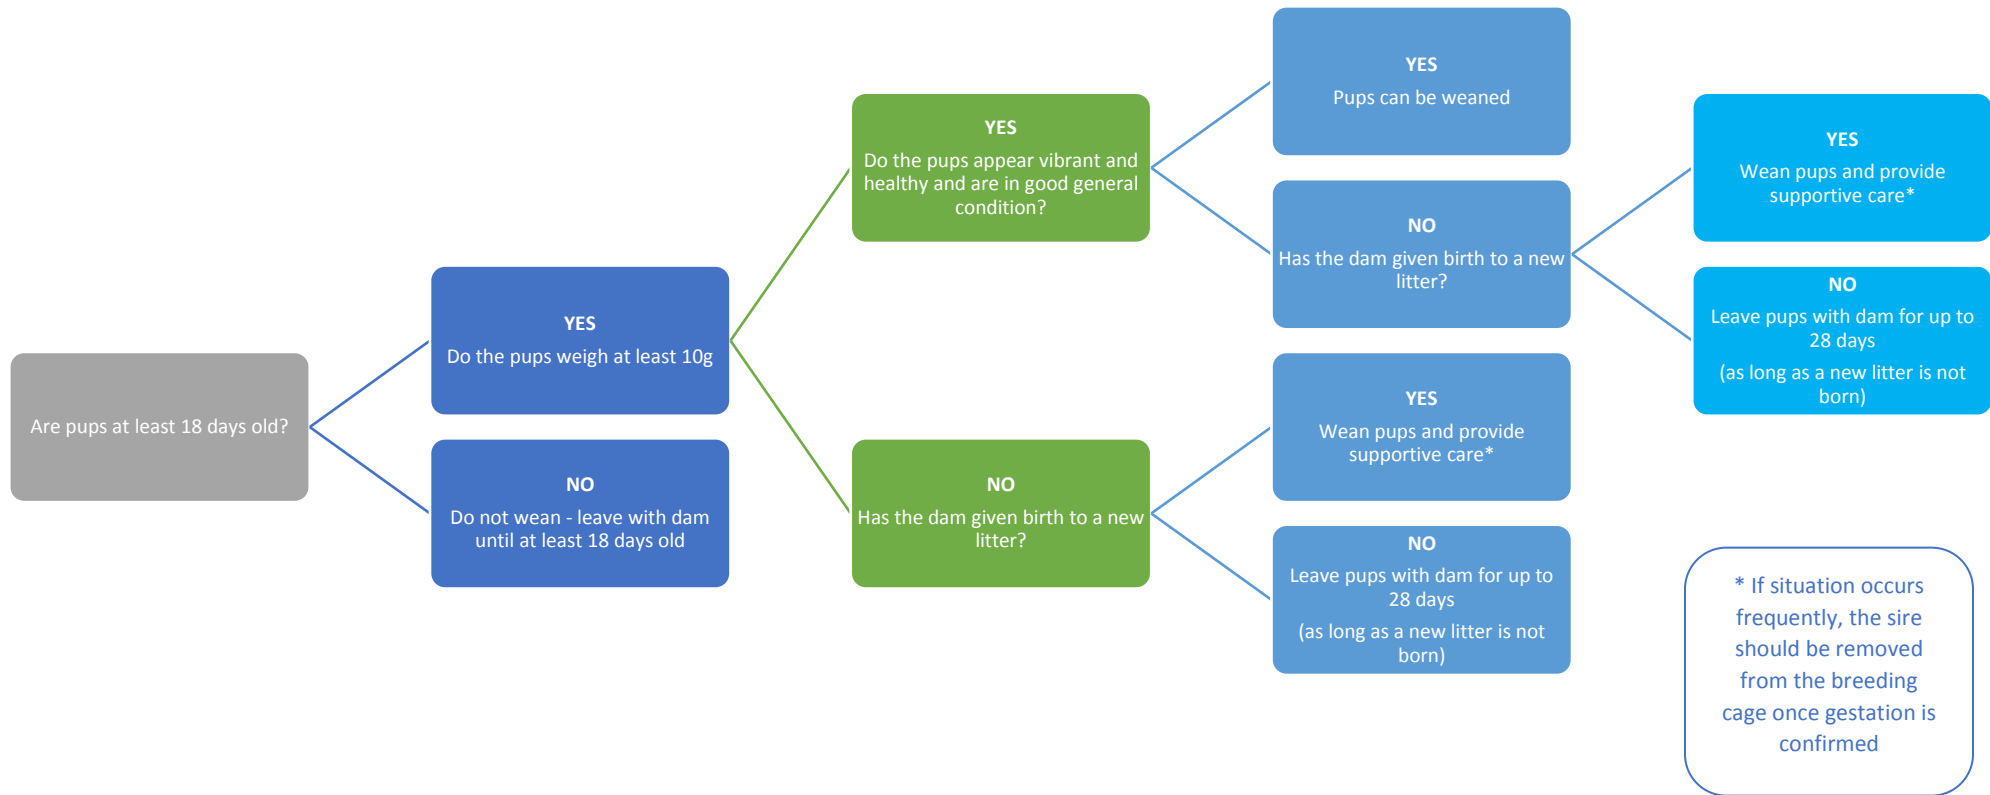 Are pups at least 18 days old?
YES
Do the pups weigh at least 10g
NO
Do not wean - leave with dam
until at least 18 days old
YES
Do the pups appear vibrant and
healthy and are in good general
condition?
NO
Has the dam given birth to a new
litter?
YES
Pups can be weaned
NO
Has the dam given birth to a new
litter?
YES
Wean pups and provide
supportive care*
NO
Leave pups with dam for up to
28 days
(as long as a new litter is not
born)
YES
Wean pups and provide
supportive care*
NO
Leave pups with dam for up to
28 days
(as long as a new litter is not
born)
* If situation occurs
frequently, the sire
should be removed
from the breeding
cage once gestation is
confirmed